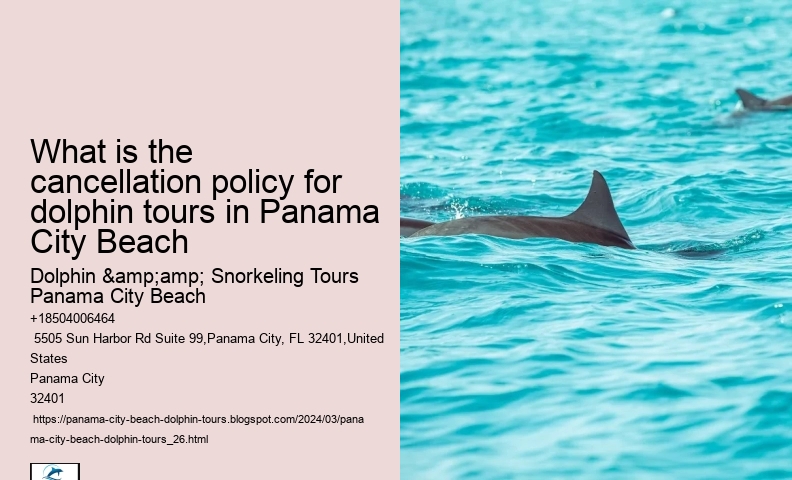 What is the
cancellation policy for
dolphin tours in Panama
City Beach
Dolphin &amp;amp; Snorkeling Tours
Panama City Beach
+18504006464
5505 Sun Harbor Rd Suite 99,Panama City, FL 32401,United
States
Panama City
32401
https://panama-city-beach-dolphin-tours.blogspot.com/2024/03/pana
ma-city-beach-dolphin-tours_26.html